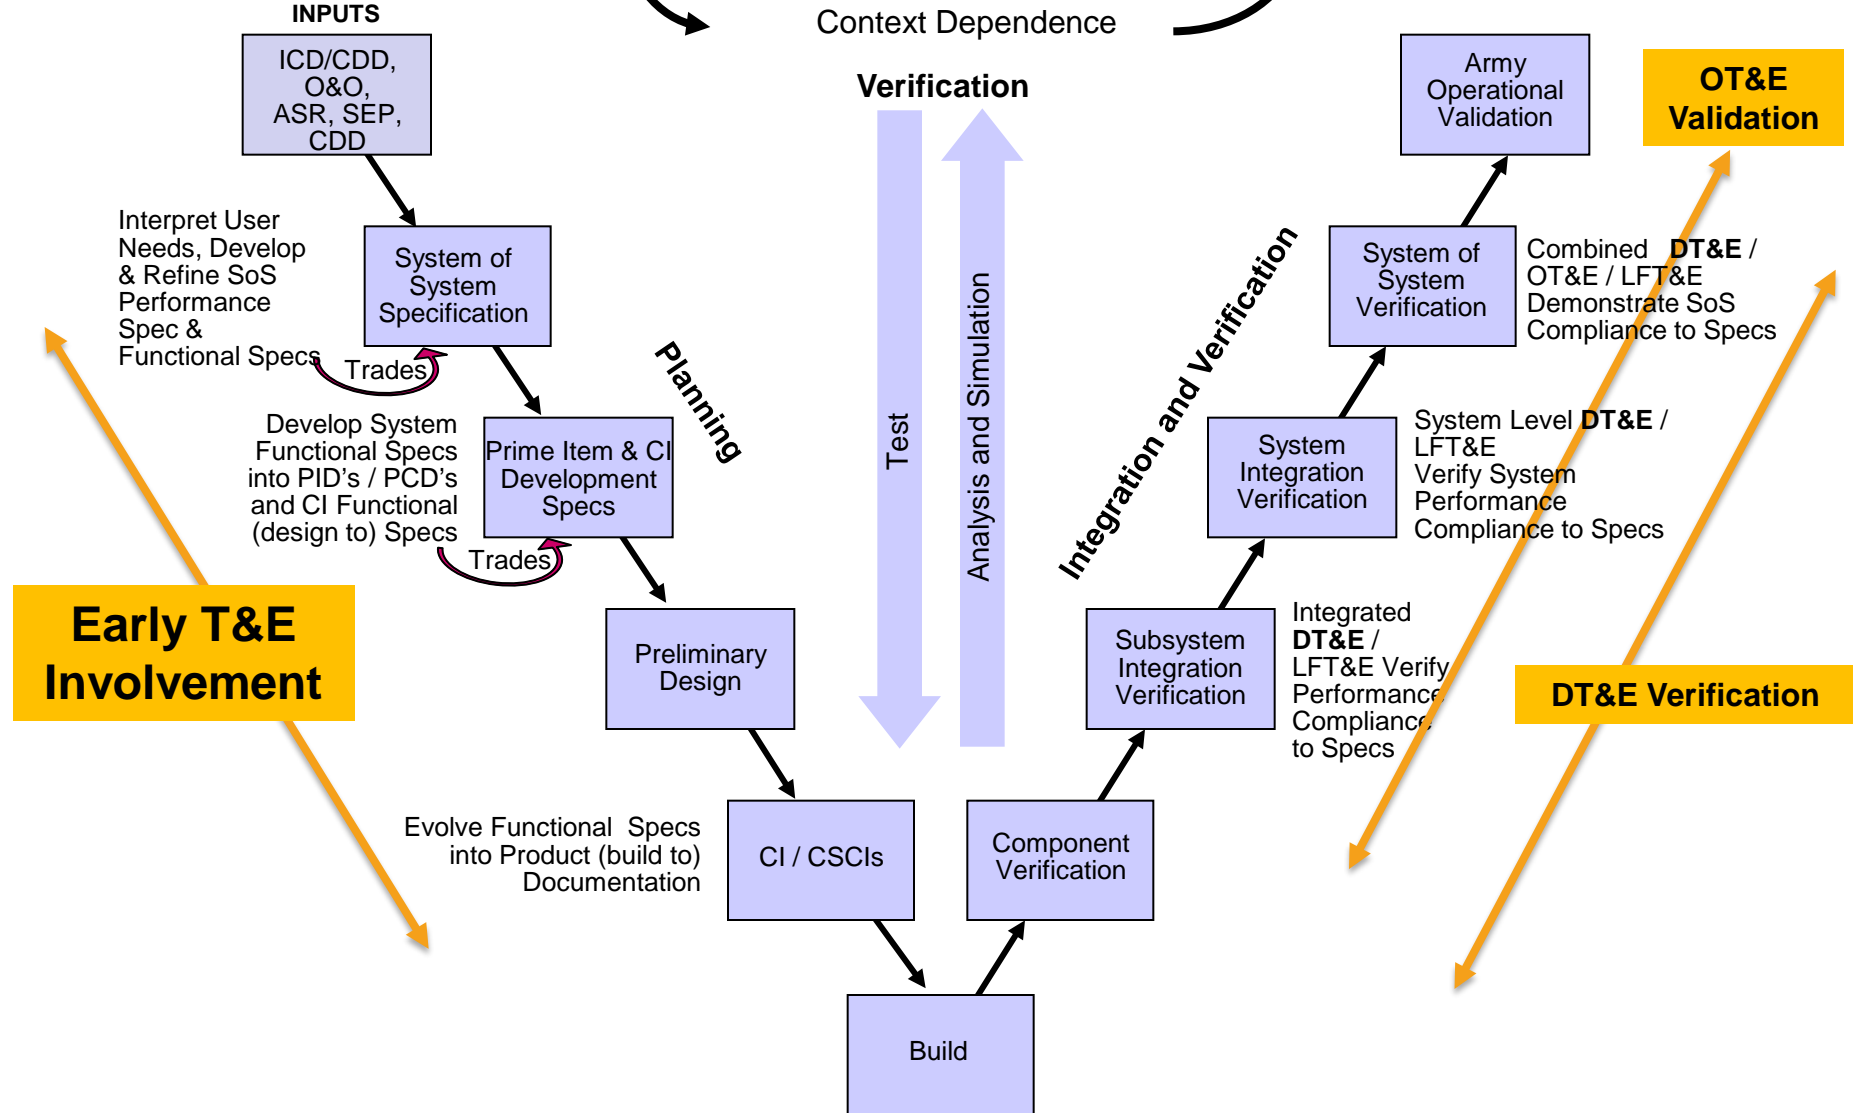 INPUTS
Context Dependence
ICD/CDD,
O&O,
ASR, SEP,
CDD
Verification
Army
Operational
Validation
OT&E
Validation
Interpret User
Needs, Develop
& Refine SoS
Performance
Spec &
Functional Specs
Trades
System of
System
Specification
Planning
Test
Analysis and Simulation
Integration and Verification
System of
System
Verification
Combined DT&E /
OT&E / LFT&E
Demonstrate SoS
Compliance to Specs
Develop System
Functional Specs
into PID's / PCD's
and CI Functional
(design to) Specs
Trades
Prime Item & CI
Development
Specs
System
Integration
Verification
System Level DT&E /
LFT&E
Verify System
Performance
Compliance to Specs
Early T&E
Involvement
Preliminary
Design
Subsystem
Integration
Verification
Integrated
DT&E /
LFT&E Verify
Performance
Compliance
to Specs
DT&E Verification
Evolve Functional Specs
into Product (build to)
Documentation
CI / CSCIs
Component
Verification
Build